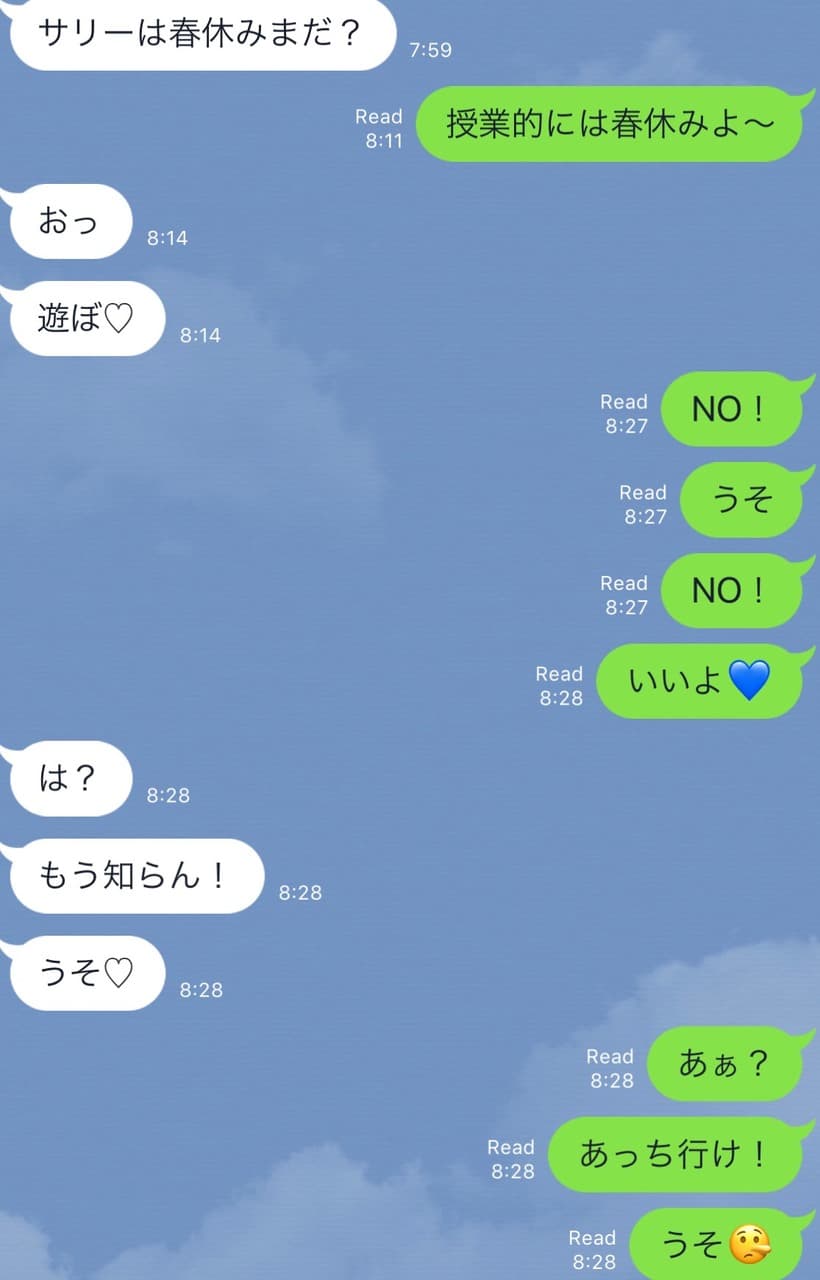 サリーは春休みまだ？
7:59
Read
8:11
授業的には春休みよ〜
おっ
8:14
遊ぼ♡
8:14
Read
8:27
NO！
Read
8:27
うそ
Read
8:27
NO！
Read
8:28
いいよ💙
は？
8:28
もう知らん！
8:28
うそ♡
8:28
Read
8:28
あぁ？
Read
8:28
あっち行け！
Read
8:28
うそ🤥